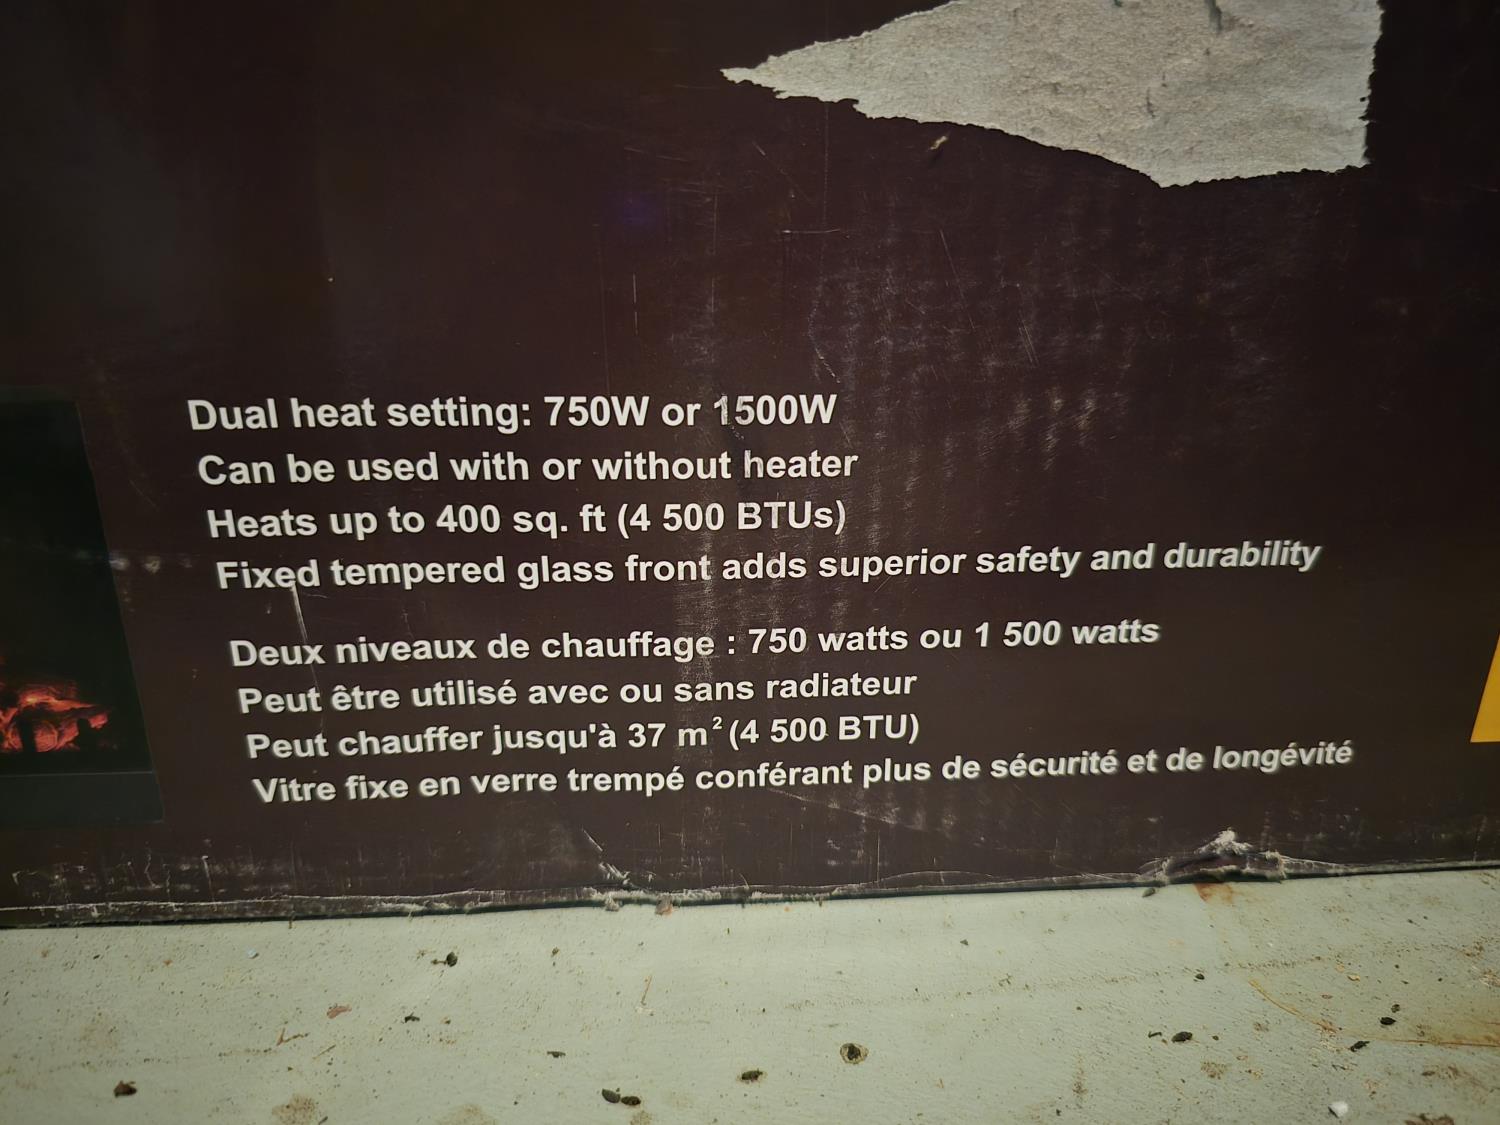 Dual heat setting: 750W or 1500W
Can be used with or without heater
Heats up to 400 sq. ft (4 500 BTUs)
Fixed tempered glass front adds superior safety and durability
Deux niveaux de chauffage : 750 watts ou 1 500 watts
Peut être utilisé avec ou sans radiateur
Peut chauffer jusqu'à 37 m² (4 500 BTU)
Vitre fixe en verre trempé conférant plus de sécurité et de longévité